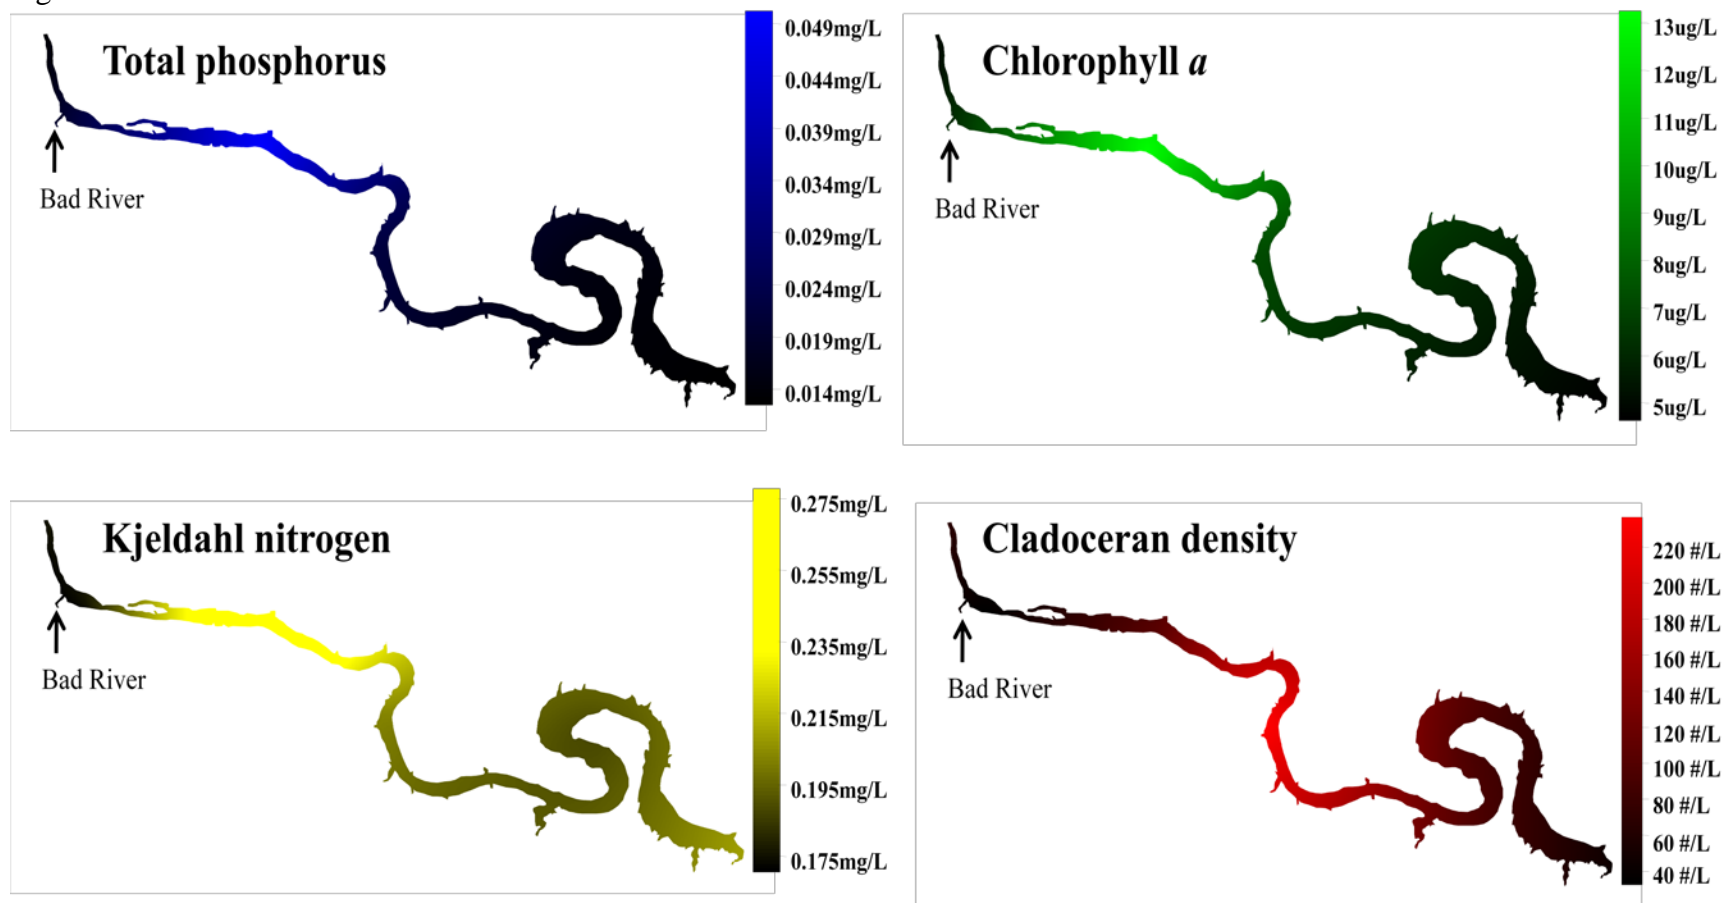 Total phosphorus
Bad River
0.049mg/L
0.044mg/L
0.039mg/L
0.034mg/L
0.029mg/L
0.024mg/L
0.019mg/L
0.014mg/L
Chlorophyll a
Bad River
13ug/L
12ug/L
11ug/L
10ug/L
9ug/L
8ug/L
7ug/L
6ug/L
5ug/L
Kjeldahl nitrogen
Bad River
0.275mg/L
0.255mg/L
0.235mg/L
0.215mg/L
0.195mg/L
0.175mg/L
Cladoceran density
Bad River
220 #/L
200 #/L
180 #/L
160 #/L
140 #/L
120 #/L
100 #/L
80 #/L
60 #/L
40 #/L